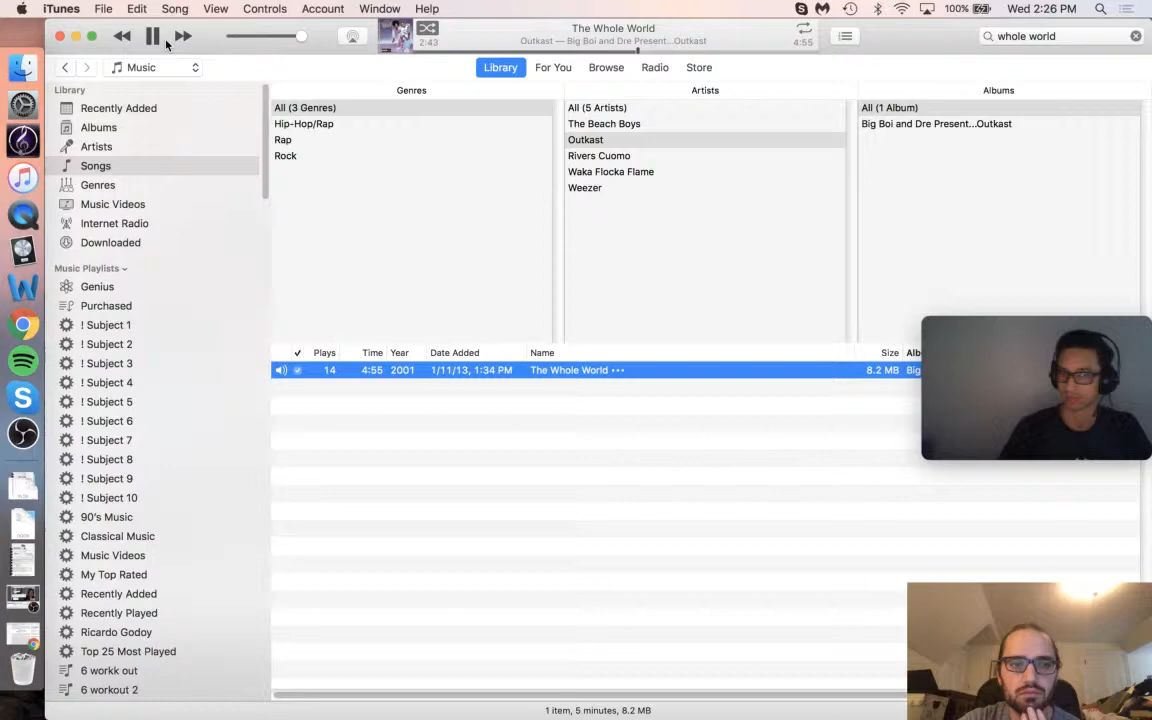 iTunes File Edit Song View Controls Account Window Help 100% Wed 2:26 PM
The Whole World
2:43 Outkast — Big Boi and Dre Present...Outkast 4:55
whole world
Music
Library For You Browse Radio Store
Library
Recently Added
Albums
Artists
Songs
Genres
Music Videos
Internet Radio
Downloaded
Music Playlists
Genius
Purchased
! Subject 1
! Subject 2
! Subject 3
! Subject 4
! Subject 5
! Subject 6
! Subject 7
! Subject 8
! Subject 9
! Subject 10
90's Music
Classical Music
Music Videos
My Top Rated
Recently Added
Recently Played
Ricardo Godoy
Top 25 Most Played
6 workk out
6 workout 2
Genres
All (3 Genres)
Hip-Hop/Rap
Rap
Rock
Artists
All (5 Artists)
The Beach Boys
Outkast
Rivers Cuomo
Waka Flocka Flame
Weezer
Albums
All (1 Album)
Big Boi and Dre Present...Outkast
Plays Time Year Date Added Name Size Alb
14 4:55 2001 1/11/13, 1:34 PM The Whole World ••• 8.2 MB Big
1 item, 5 minutes, 8.2 MB